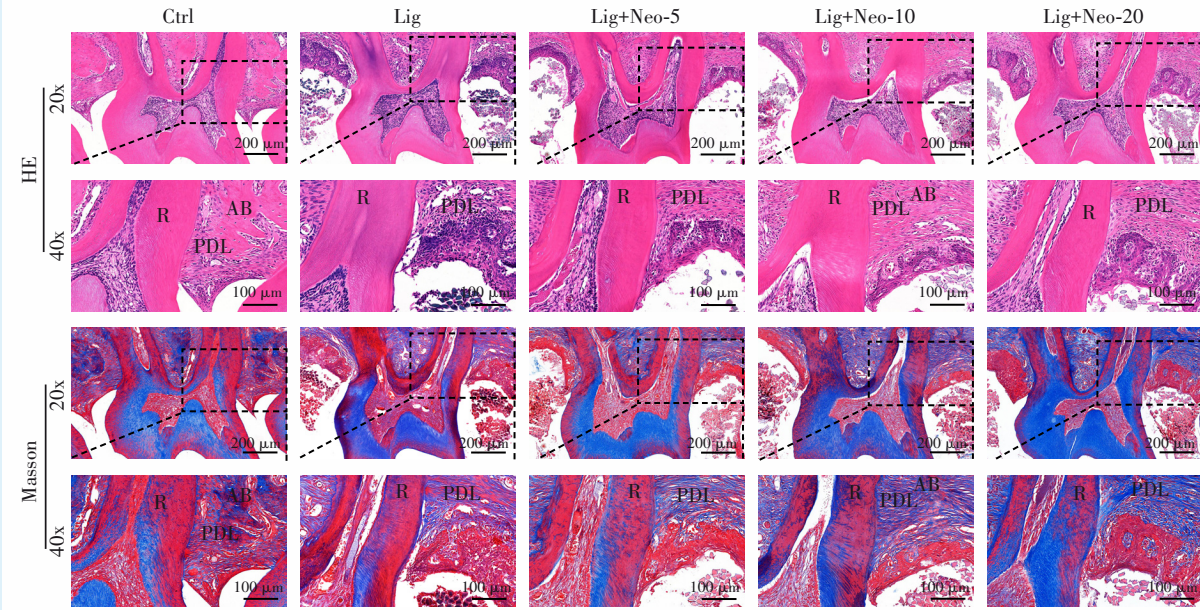 Ctrl Lig Lig+Neo-5 Lig+Neo-10 Lig+Neo-20
HE
20x
200 μm 200 μm 200 μm 200 μm 200 μm
40x
R AB PDL 100 μm
R PDL 100 μm
R PDL 100 μm
R PDL AB 100 μm
R PDL 100 μm
Masson
20x
200 μm 200 μm 200 μm 200 μm 200 μm
40x
R AB PDL 100 μm
R PDL 100 μm
R PDL 100 μm
R PDL AB 100 μm
R PDL 100 μm